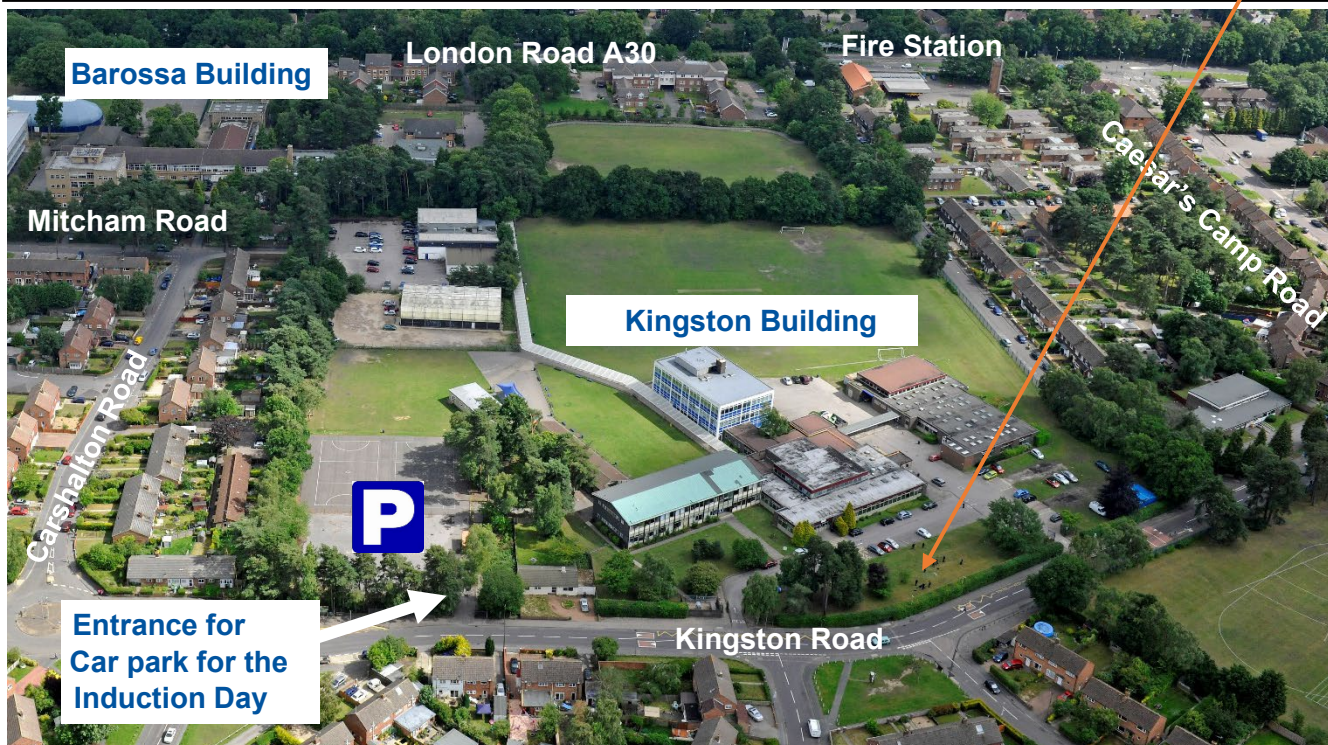 London Road A30
Fire Station
Barossa Building
Caesar's Camp Road
Mitcham Road
Kingston Building
Carshalton Road
P
Entrance for
Car park for the
Induction Day
Kingston Road